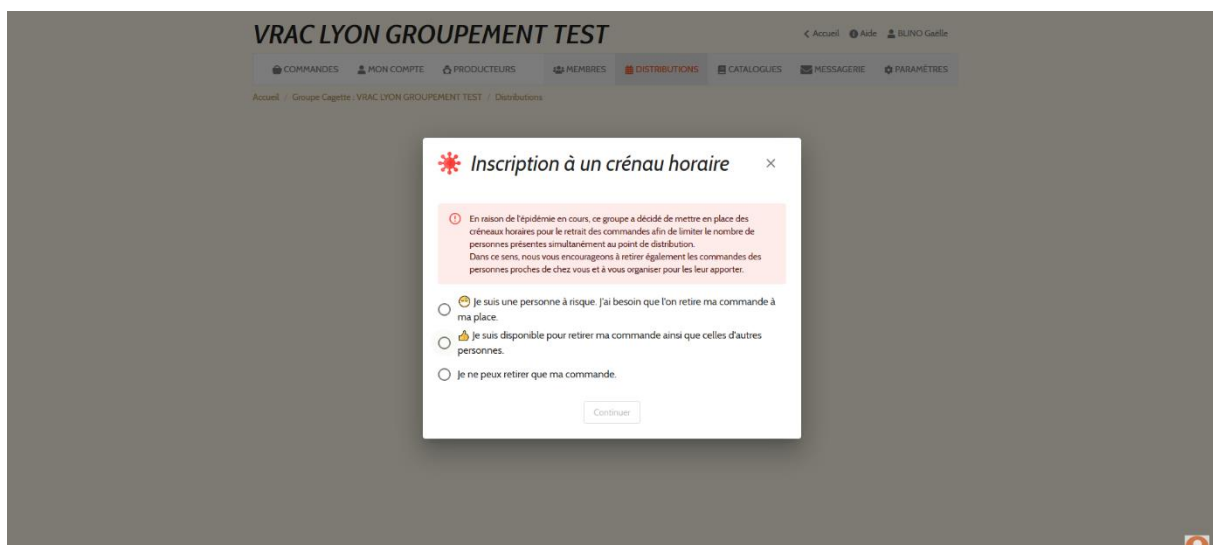 VRAC LYON GROUPEMENT TEST
Accueil Aide BLINO Gaëlle
COMMANDES MON COMPTE PRODUCTEURS MEMBRES DISTRIBUTIONS CATALOGUES MESSAGERIE PARAMÈTRES
Accueil / Groupe Cagette : VRAC LYON GROUPEMENT TEST / Distributions
Inscription à un crénau horaire ×
En raison de l'épidémie en cours, ce groupe a décidé de mettre en place des
créneaux horaires pour le retrait des commandes afin de limiter le nombre de
personnes présentes simultanément au point de distribution.
Dans ce sens, nous vous encourageons à retirer également les commandes des
personnes proches de chez vous et à vous organiser pour les leur apporter.
Je suis une personne à risque. J'ai besoin que l'on retire ma commande à
ma place.
Je suis disponible pour retirer ma commande ainsi que celles d'autres
personnes.
Je ne peux retirer que ma commande.
Continuer